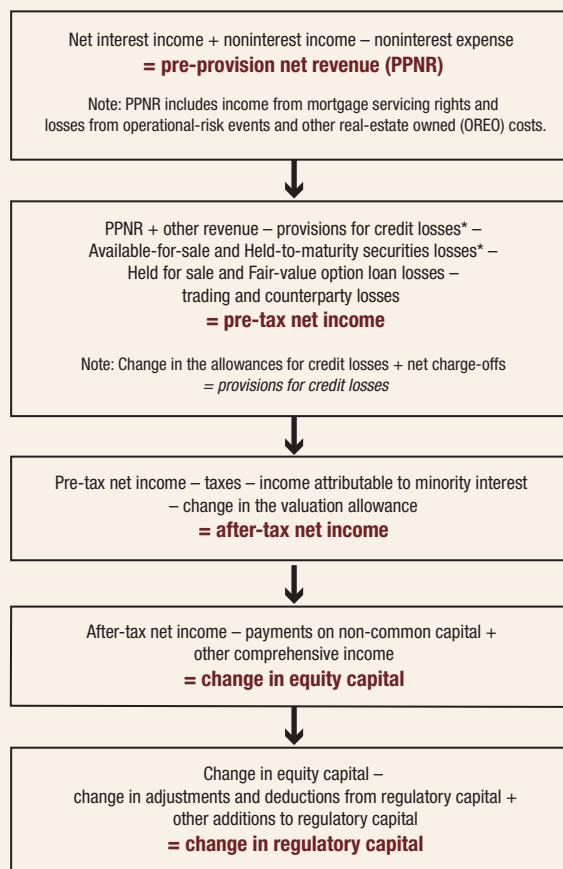 Net interest income + noninterest income – noninterest expense
= pre-provision net revenue (PPNR)
Note: PPNR includes income from mortgage servicing rights and
losses from operational-risk events and other real-estate owned (OREO) costs.
PPNR + other revenue – provisions for credit losses* –
Available-for-sale and Held-to-maturity securities losses* –
Held for sale and Fair-value option loan losses –
trading and counterparty losses
= pre-tax net income
Note: Change in the allowances for credit losses + net charge-offs
= provisions for credit losses
Pre-tax net income – taxes – income attributable to minority interest
– change in the valuation allowance
= after-tax net income
After-tax net income – payments on non-common capital +
other comprehensive income
= change in equity capital
Change in equity capital –
change in adjustments and deductions from regulatory capital +
other additions to regulatory capital
= change in regulatory capital